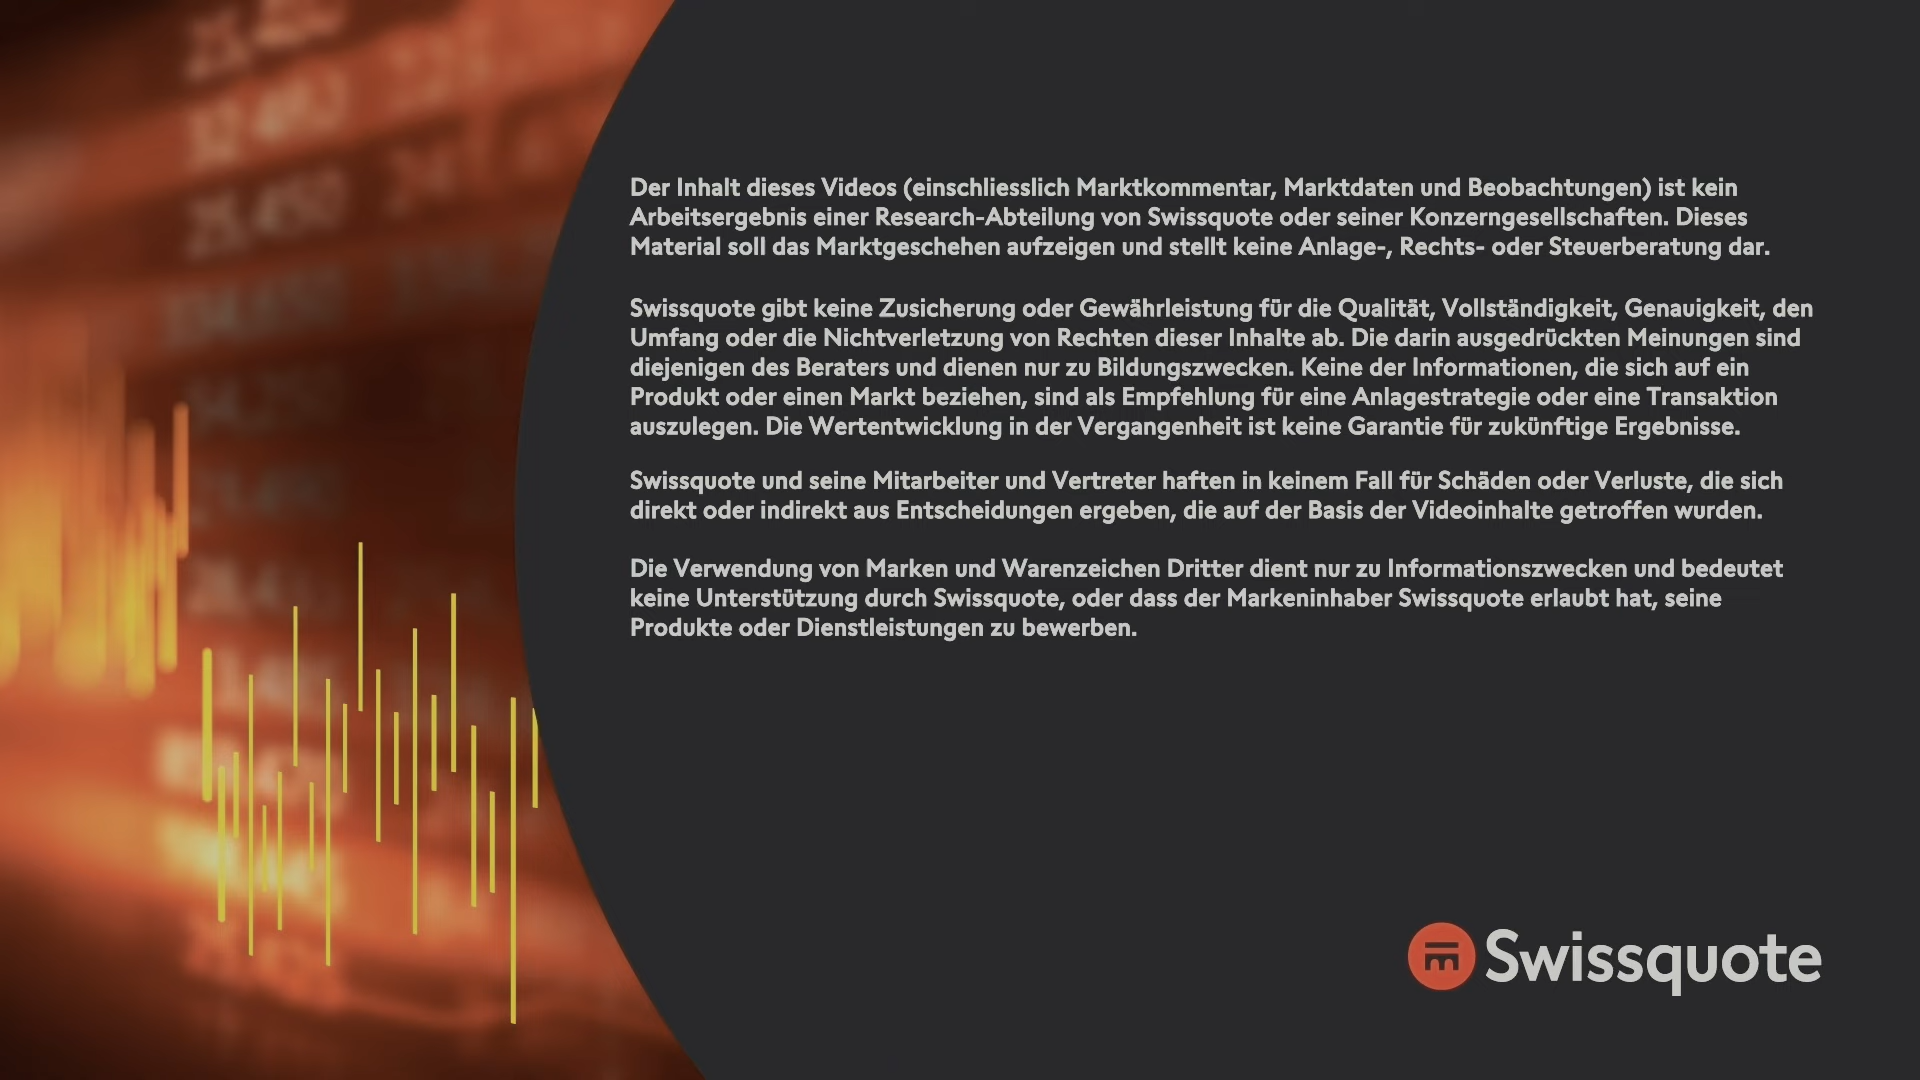 Der Inhalt dieses Videos (einschliesslich Marktkommentar, Marktdaten und Beobachtungen) ist kein
Arbeitsergebnis einer Research-Abteilung von Swissquote oder seiner Konzerngesellschaften. Dieses
Material soll das Marktgeschehen aufzeigen und stellt keine Anlage-, Rechts- oder Steuerberatung dar.
Swissquote gibt keine Zusicherung oder Gewährleistung für die Qualität, Vollständigkeit, Genauigkeit, den
Umfang oder die Nichtverletzung von Rechten dieser Inhalte ab. Die darin ausgedrückten Meinungen sind
diejenigen des Beraters und dienen nur zu Bildungszwecken. Keine der Informationen, die sich auf ein
Produkt oder einen Markt beziehen, sind als Empfehlung für eine Anlagestrategie oder eine Transaktion
auszulegen. Die Wertentwicklung in der Vergangenheit ist keine Garantie für zukünftige Ergebnisse.
Swissquote und seine Mitarbeiter und Vertreter haften in keinem Fall für Schäden oder Verluste, die sich
direkt oder indirekt aus Entscheidungen ergeben, die auf der Basis der Videoinhalte getroffen wurden.
Die Verwendung von Marken und Warenzeichen Dritter dient nur zu Informationszwecken und bedeutet
keine Unterstützung durch Swissquote, oder dass der Markeninhaber Swissquote erlaubt hat, seine
Produkte oder Dienstleistungen zu bewerben.
Swissquote